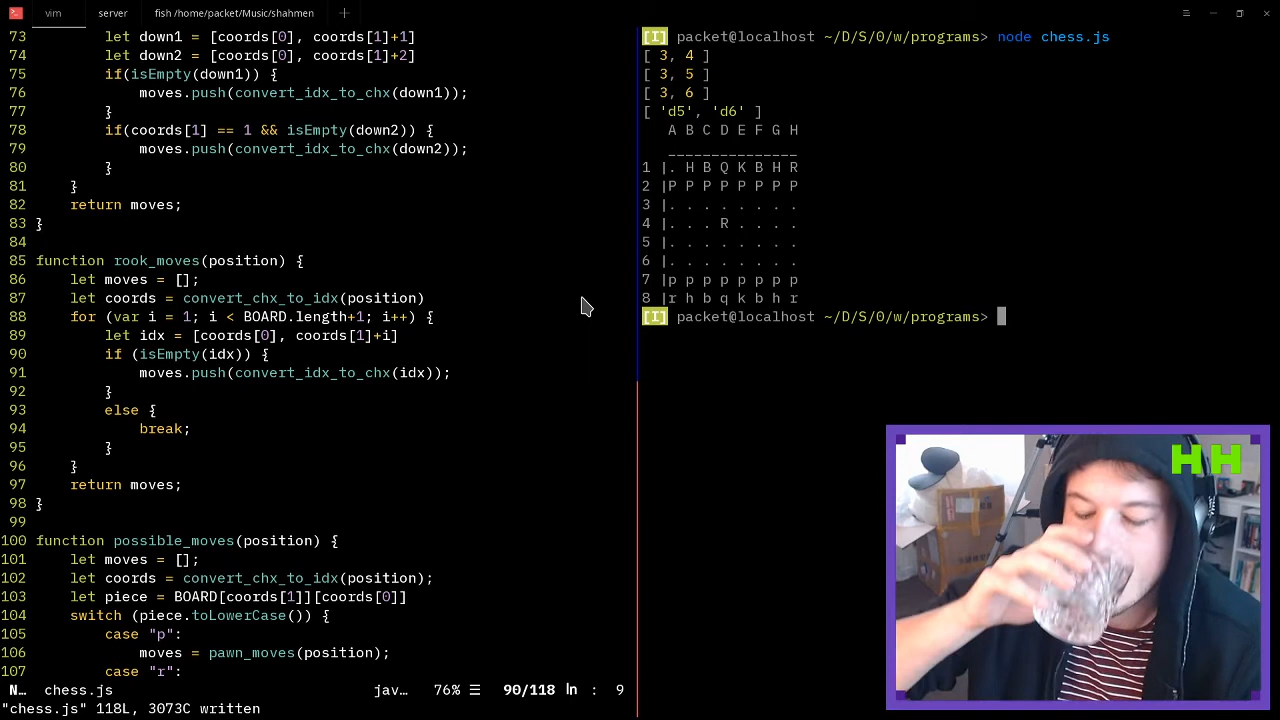 vim server fish /home/packet/Music/shahmen
73 let down1 = [coords[0], coords[1]+1]
74 let down2 = [coords[0], coords[1]+2]
75 if(isEmpty(down1)) {
76 moves.push(convert_idx_to_chx(down1));
77 }
78 if(coords[1] == 1 && isEmpty(down2)) {
79 moves.push(convert_idx_to_chx(down2));
80 }
81 }
82 return moves;
83 }
84
85 function rook_moves(position) {
86 let moves = [];
87 let coords = convert_chx_to_idx(position)
88 for (var i = 1; i < BOARD.length+1; i++) {
89 let idx = [coords[0], coords[1]+i]
90 if (isEmpty(idx)) {
91 moves.push(convert_idx_to_chx(idx));
92 }
93 else {
94 break;
95 }
96 }
97 return moves;
98 }
99
100 function possible_moves(position) {
101 let moves = [];
102 let coords = convert_chx_to_idx(position);
103 let piece = BOARD[coords[1]][coords[0]]
104 switch (piece.toLowerCase()) {
105 case "p":
106 moves = pawn_moves(position);
107 case "r":
N… chess.js jav… 76% ☰ 90/118 ln : 9
"chess.js" 118L, 3073C written
[I] packet@localhost ~/D/S/0/w/programs> node chess.js
[ 3, 4 ]
[ 3, 5 ]
[ 3, 6 ]
[ 'd5', 'd6' ]
A B C D E F G H
_______________
1 |. H B Q K B H R
2 |P P P P P P P P
3 |. . . . . . . .
4 |. . . R . . . .
5 |. . . . . . . .
6 |. . . . . . . .
7 |p p p p p p p p
8 |r h b q k b h r
[I] packet@localhost ~/D/S/0/w/programs>
HH